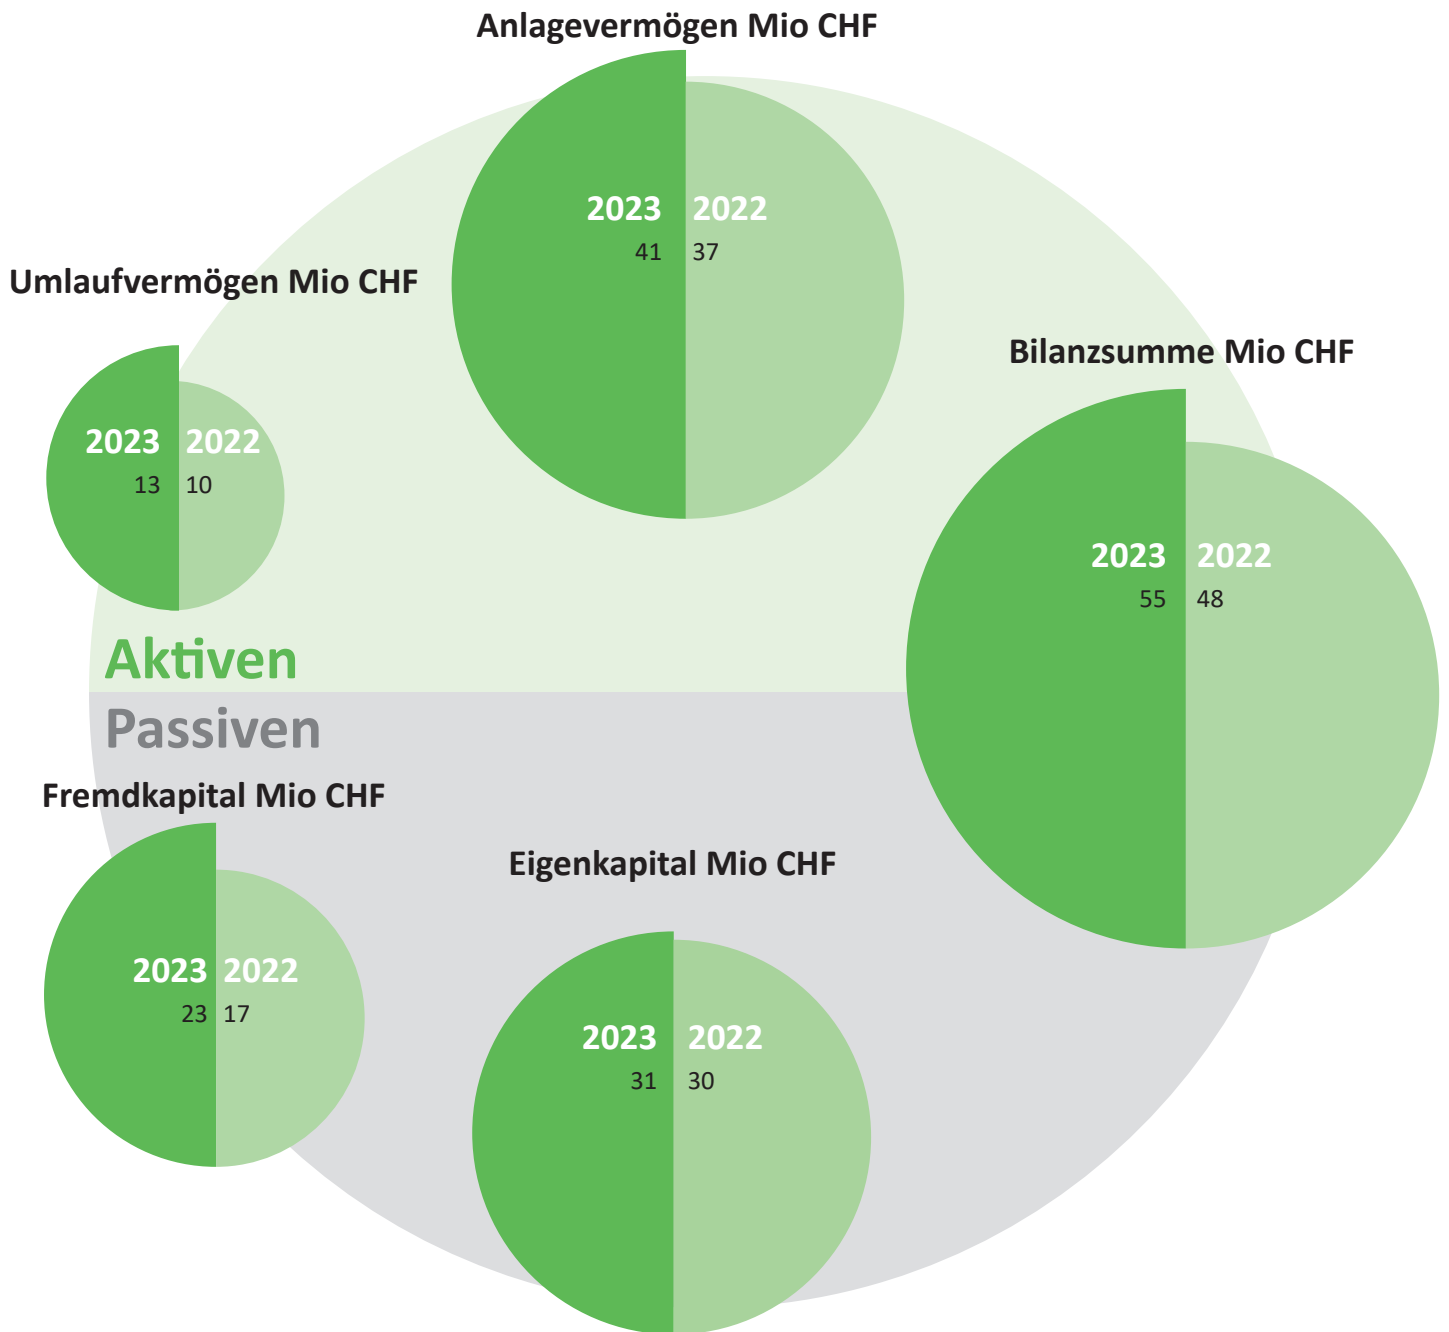 Anlagevermögen Mio CHF
2023 2022
41 37
Umlaufvermögen Mio CHF
2023 2022
13 10
Bilanzsumme Mio CHF
2023 2022
55 48
Aktiven
Passiven
Fremdkapital Mio CHF
2023 2022
23 17
Eigenkapital Mio CHF
2023 2022
31 30